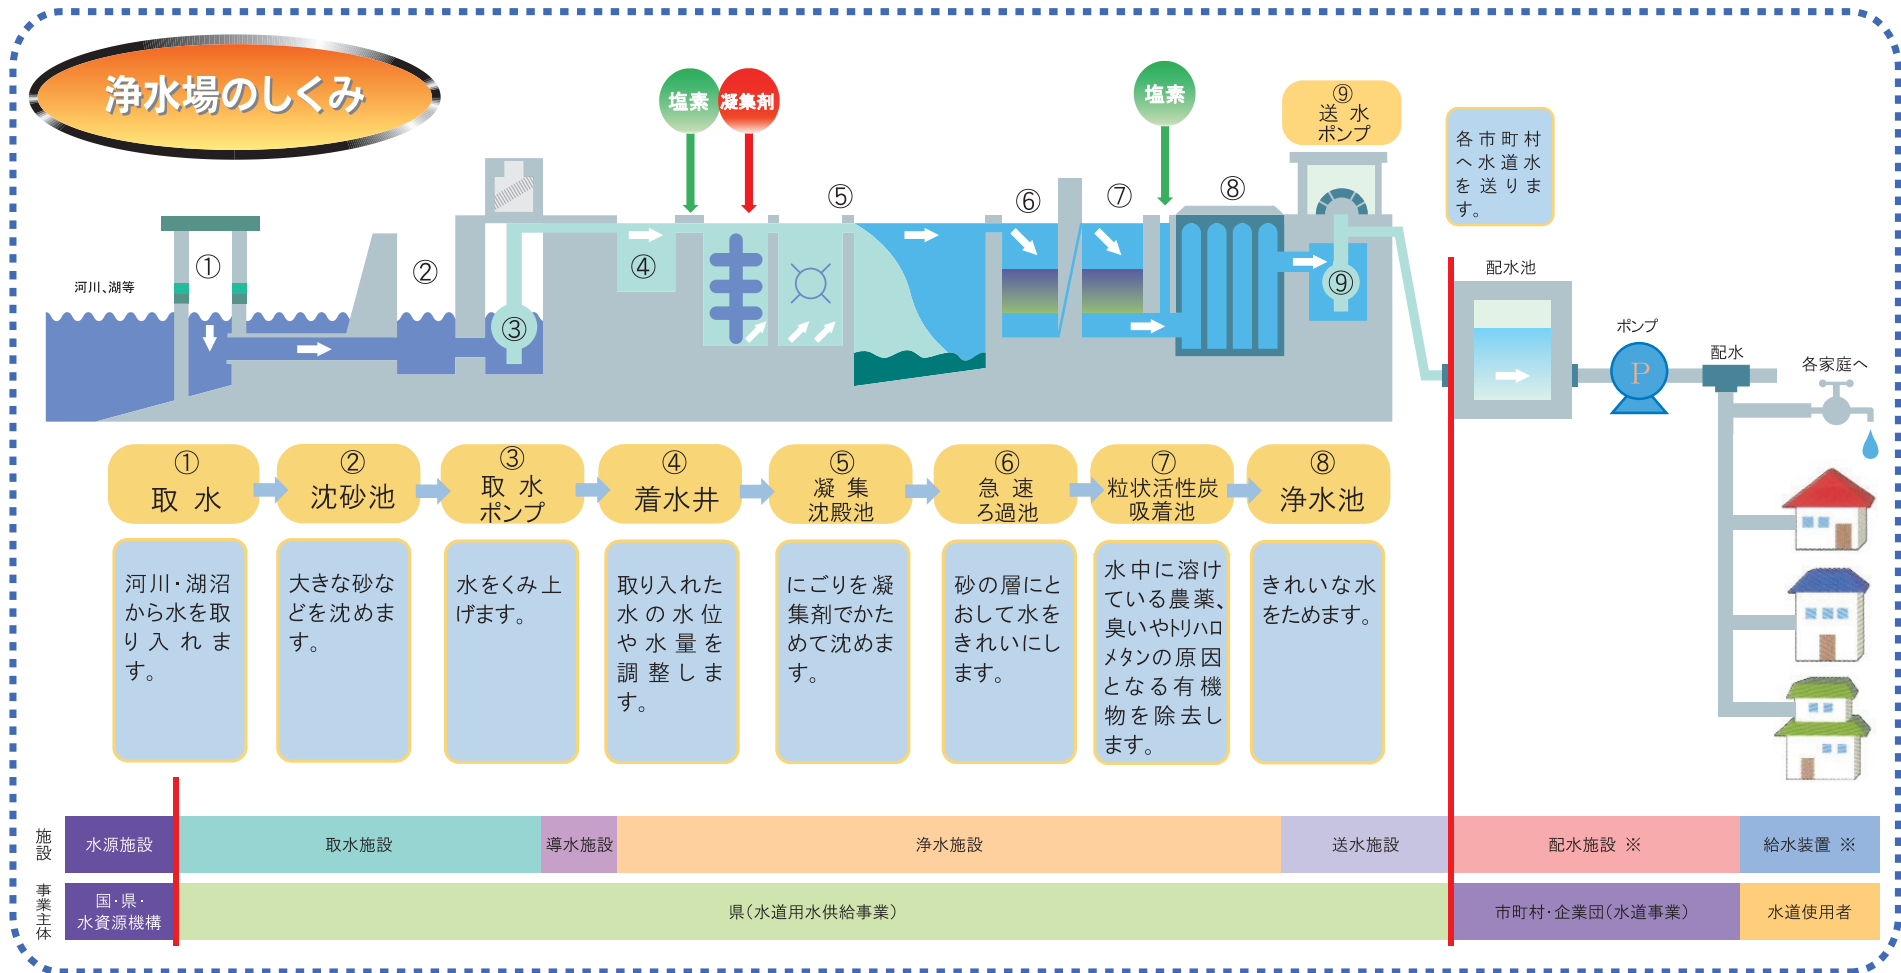 浄水場のしくみ
塩素
凝集剤
塩素
⑨
送水
ポンプ
各市町村
へ水道水
を送りま
す。
河川、湖等
①
②
③
④
⑤
⑥
⑦
⑧
⑨
配水池
ポンプ
P
配水
各家庭へ
①
取水
②
沈砂池
③
取水
ポンプ
④
着水井
⑤
凝集
沈殿池
⑥
急速
ろ過池
⑦
粒状活性炭
吸着池
⑧
浄水池
河川・湖沼
から水を取
り入れま
す。
大きな砂な
どを沈めま
す。
水をくみ上
げます。
取り入れた
水の水位
や水量を
調整しま
す。
にごりを凝
集剤でかた
めて沈めま
す。
砂の層にと
おして水を
きれいにし
ます。
水中に溶け
ている農薬、
臭いやトリハロ
メタンの原因
となる有機
物を除去し
ます。
きれいな水
をためます。
施設
水源施設
取水施設
導水施設
浄水施設
送水施設
配水施設 ※
給水装置 ※
事業主体
国・県・
水資源機構
県(水道用水供給事業)
市町村・企業団(水道事業)
水道使用者